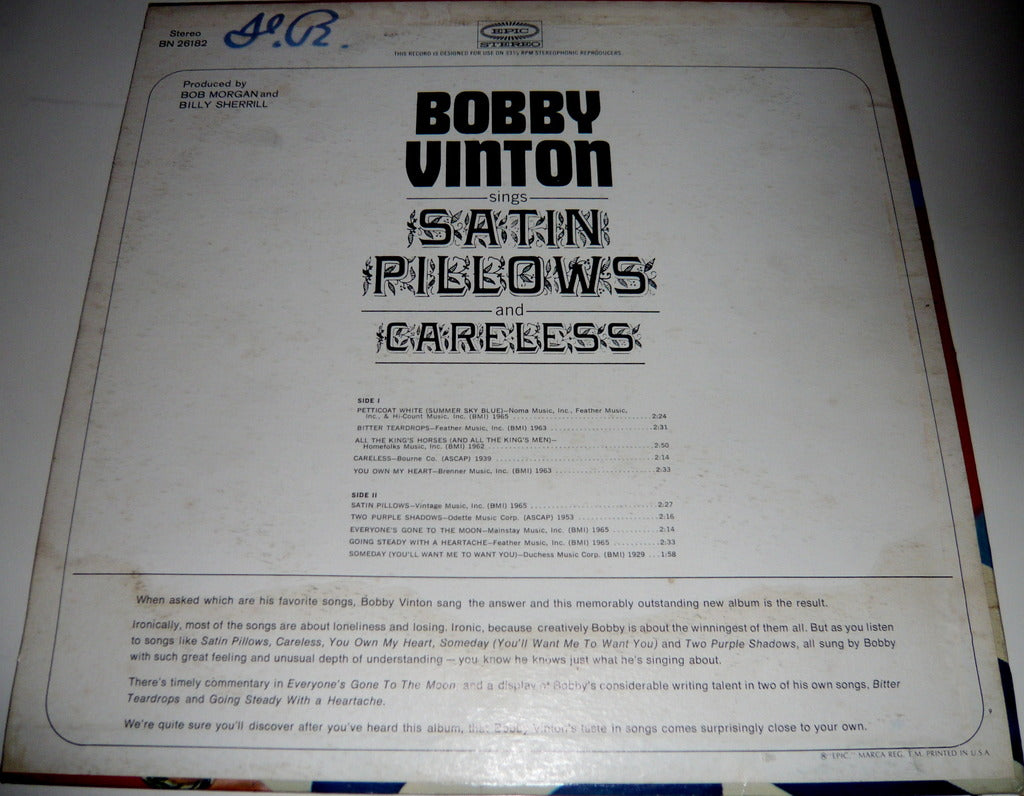 Stereo
BN 26182
J.R.
EPIC
STEREO
THIS RECORD IS DESIGNED FOR USE ON 33⅓ RPM STEREOPHONIC REPRODUCERS
Produced by
BOB MORGAN and
BILLY SHERRILL
BOBBY
VINTON
sings
SATIN
PILLOWS
and
CARELESS
SIDE I
PETTICOAT WHITE (SUMMER SKY BLUE)—Noma Music, Inc., Feather Music,
Inc., & Hi-Count Music, Inc. (BMI) 1965 .......... 2:24
BITTER TEARDROPS—Feather Music, Inc. (BMI) 1963 .......... 2:31
ALL THE KING'S HORSES (AND ALL THE KING'S MEN)—
Homefolks Music, Inc. (BMI) 1962 .......... 2:50
CARELESS—Bourne Co. (ASCAP) 1939 .......... 2:14
YOU OWN MY HEART—Brenner Music, Inc. (BMI) 1963 .......... 2:33
SIDE II
SATIN PILLOWS—Vintage Music, Inc. (BMI) 1965 .......... 2:27
TWO PURPLE SHADOWS—Odette Music Corp. (ASCAP) 1953 .......... 2:16
EVERYONE'S GONE TO THE MOON—Mainstay Music, Inc. (BMI) 1965 .......... 2:14
GOING STEADY WITH A HEARTACHE—Feather Music, Inc. (BMI) 1965 .......... 2:33
SOMEDAY (YOU'LL WANT ME TO WANT YOU)—Duchess Music Corp. (BMI) 1929 ... 1:58
When asked which are his favorite songs, Bobby Vinton sang the answer and this memorably outstanding new album is the result.
Ironically, most of the songs are about loneliness and losing. Ironic, because creatively Bobby is about the winningest of them all. But as you listen
to songs like Satin Pillows, Careless, You Own My Heart, Someday (You'll Want Me To Want You) and Two Purple Shadows, all sung by Bobby
with such great feeling and unusual depth of understanding — you know he knows just what he's singing about.
There's timely commentary in Everyone's Gone To The Moon and a display of Bobby's considerable writing talent in two of his own songs, Bitter
Teardrops and Going Steady With a Heartache.
We're quite sure you'll discover after you've heard this album, that Bobby Vinton's taste in songs comes surprisingly close to your own.
9
® "EPIC," MARCA REG. T.M. PRINTED IN U.S.A